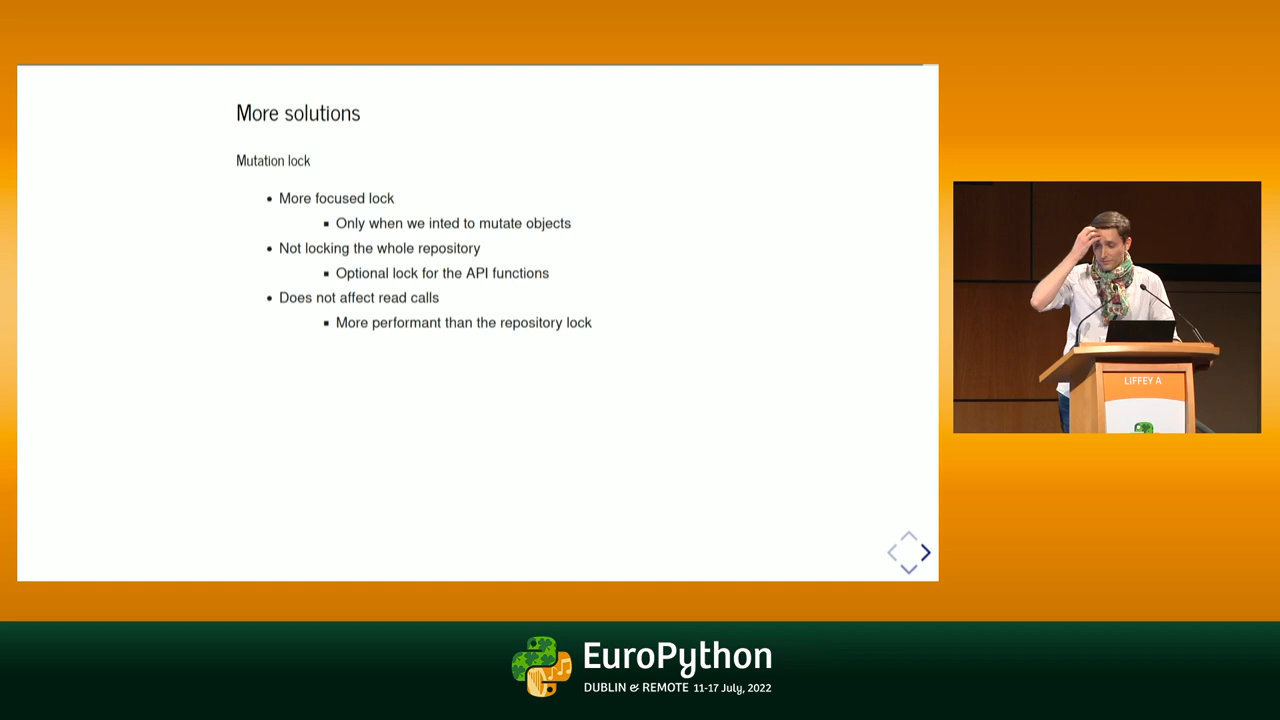 More solutions
Mutation lock
More focused lock
Only when we inted to mutate objects
Not locking the whole repository
Optional lock for the API functions
Does not affect read calls
More performant than the repository lock
LIFFEY A
EuroPython
DUBLIN & REMOTE 11-17 July, 2022